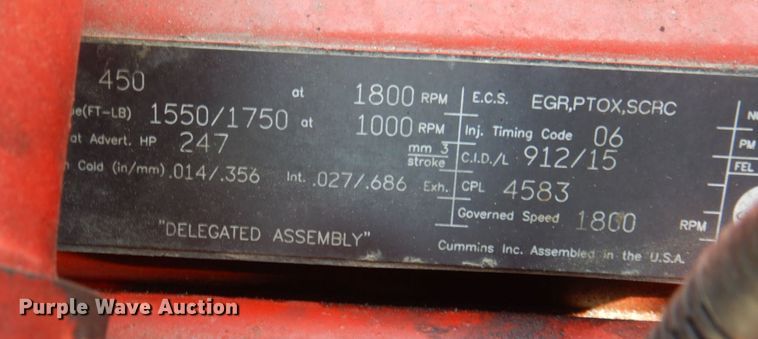 450 at 1800 RPM
ue(FT-LB) 1550/1750 at 1000 RPM
at Advert. HP 247 mm 3 stroke
Cold (in/mm) .014/.356 Int. .027/.686 Exh.
"DELEGATED ASSEMBLY"
E.C.S. EGR,PTOX,SCRC
Inj. Timing Code 06
C.I.D./L 912/15
CPL 4583
Governed Speed 1800 RPM
Cummins Inc. Assembled in the U.S.A.
PM
FEL
Purple Wave Auction